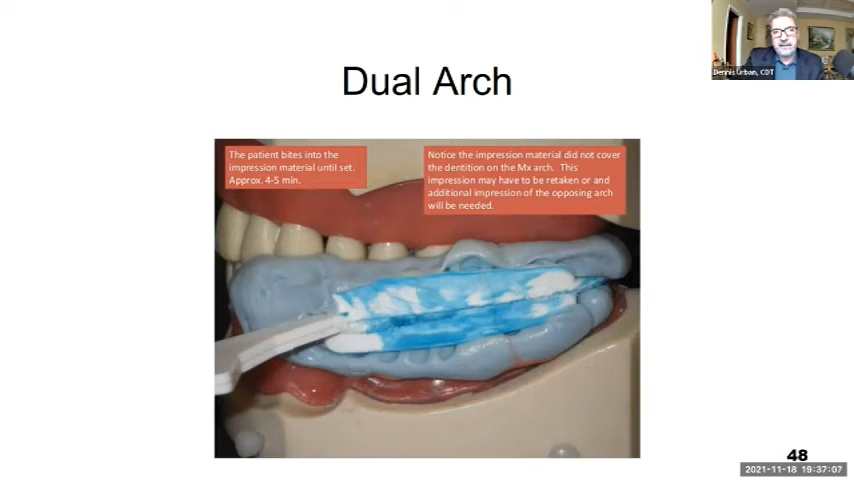 Dennis Urban, CDT
Dual Arch
The patient bites into the
impression material until set.
Approx. 4-5 min.
Notice the impression material did not cover
the dentition on the Mx arch.  This
impression may have to be retaken or and
additional impression of the opposing arch
will be needed.
48
2021-11-18 19:37:07